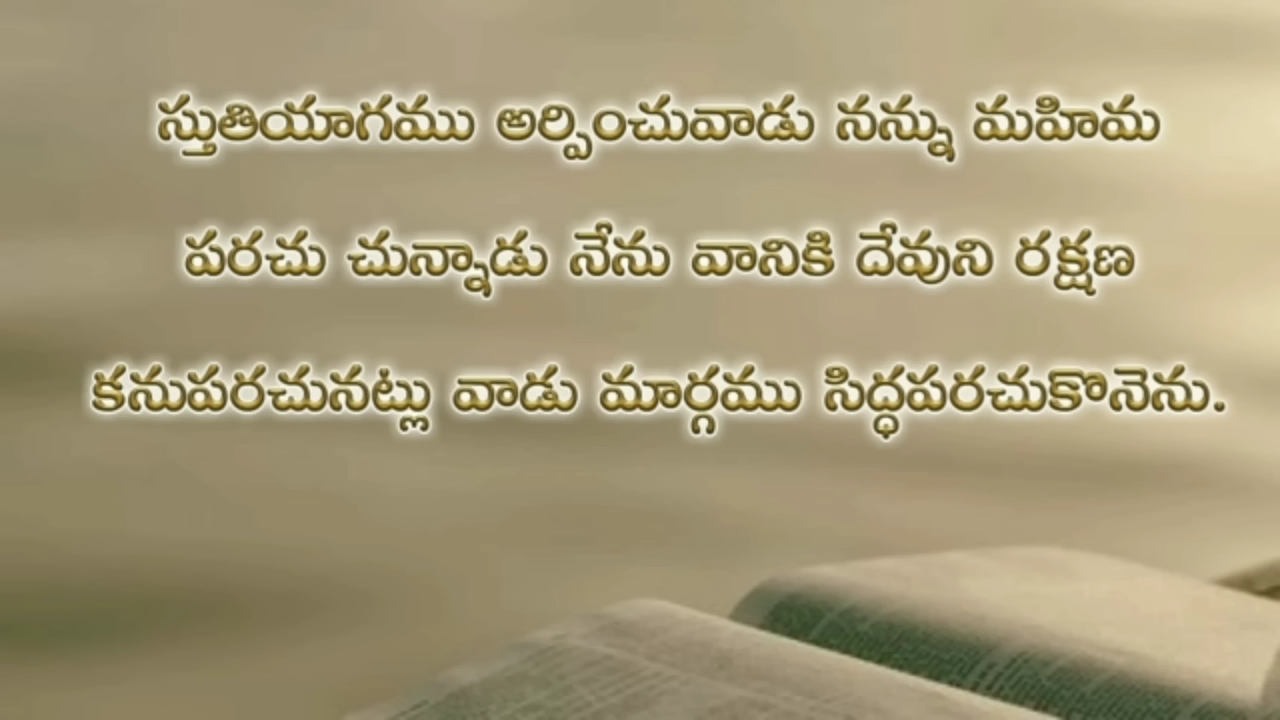 స్తుతియాగము అర్పించువాడు నన్ను మహిమ
పరచు చున్నాడు నేను వానికి దేవుని రక్షణ
కనుపరచునట్లు వాడు మార్గము సిద్ధపరచుకొనెను.